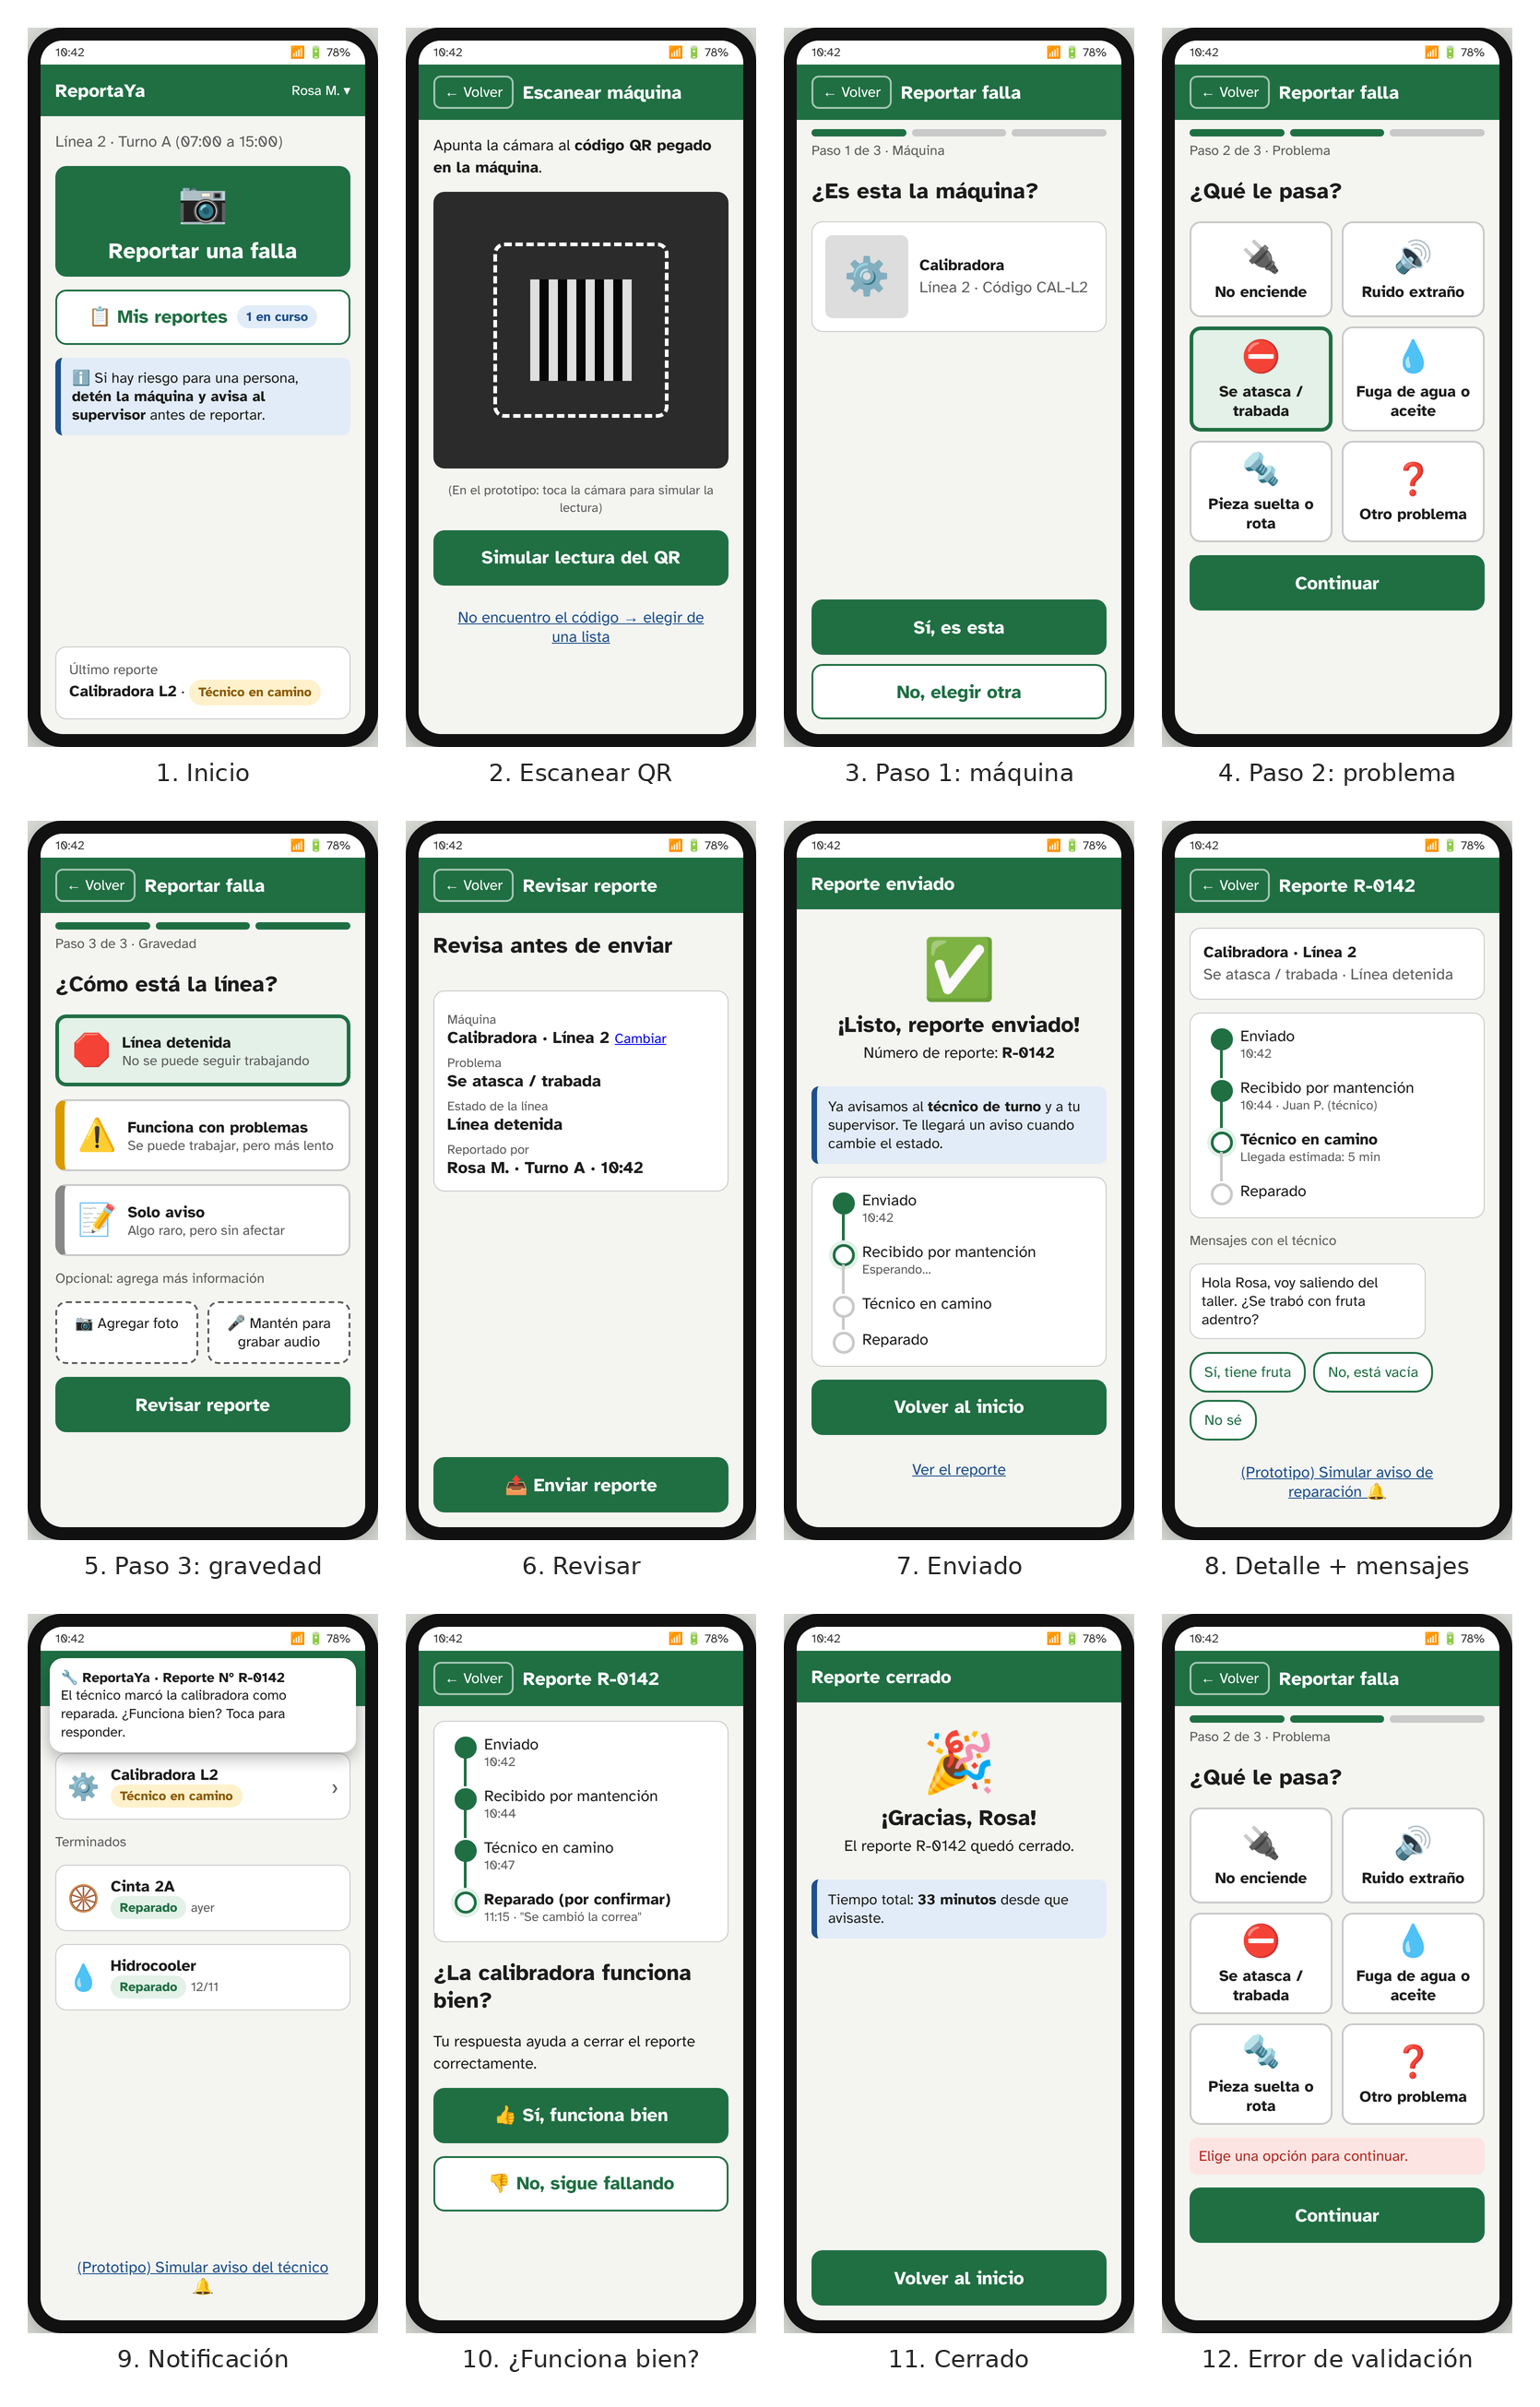 10:42 78%
ReportaYa Rosa M. ▾
Línea 2 · Turno A (07:00 a 15:00)
Reportar una falla
Mis reportes 1 en curso
Si hay riesgo para una persona,
detén la máquina y avisa al
supervisor antes de reportar.
Último reporte
Calibradora L2 · Técnico en camino
1. Inicio
10:42 78%
← Volver Escanear máquina
Apunta la cámara al código QR pegado
en la máquina.
(En el prototipo: toca la cámara para simular la
lectura)
Simular lectura del QR
No encuentro el código → elegir de
una lista
2. Escanear QR
10:42 78%
← Volver Reportar falla
Paso 1 de 3 · Máquina
¿Es esta la máquina?
Calibradora
Línea 2 · Código CAL-L2
Sí, es esta
No, elegir otra
3. Paso 1: máquina
10:42 78%
← Volver Reportar falla
Paso 2 de 3 · Problema
¿Qué le pasa?
No enciende
Ruido extraño
Se atasca /
trabada
Fuga de agua o
aceite
Pieza suelta o
rota
Otro problema
Continuar
4. Paso 2: problema
10:42 78%
← Volver Reportar falla
Paso 3 de 3 · Gravedad
¿Cómo está la línea?
Línea detenida
No se puede seguir trabajando
Funciona con problemas
Se puede trabajar, pero más lento
Solo aviso
Algo raro, pero sin afectar
Opcional: agrega más información
Agregar foto
Mantén para
grabar audio
Revisar reporte
5. Paso 3: gravedad
10:42 78%
← Volver Revisar reporte
Revisa antes de enviar
Máquina
Calibradora · Línea 2 Cambiar
Problema
Se atasca / trabada
Estado de la línea
Línea detenida
Reportado por
Rosa M. · Turno A · 10:42
Enviar reporte
6. Revisar
10:42 78%
Reporte enviado
¡Listo, reporte enviado!
Número de reporte: R-0142
Ya avisamos al técnico de turno y a tu
supervisor. Te llegará un aviso cuando
cambie el estado.
Enviado
10:42
Recibido por mantención
Esperando...
Técnico en camino
Reparado
Volver al inicio
Ver el reporte
7. Enviado
10:42 78%
← Volver Reporte R-0142
Calibradora · Línea 2
Se atasca / trabada · Línea detenida
Enviado
10:42
Recibido por mantención
10:44 · Juan P. (técnico)
Técnico en camino
Llegada estimada: 5 min
Reparado
Mensajes con el técnico
Hola Rosa, voy saliendo del
taller. ¿Se trabó con fruta
adentro?
Sí, tiene fruta
No, está vacía
No sé
(Prototipo) Simular aviso de
reparación
8. Detalle + mensajes
10:42 78%
ReportaYa · Reporte N° R-0142
El técnico marcó la calibradora como
reparada. ¿Funciona bien? Toca para
responder.
Calibradora L2
Técnico en camino
›
Terminados
Cinta 2A
Reparado ayer
Hidrocooler
Reparado 12/11
(Prototipo) Simular aviso del técnico
9. Notificación
10:42 78%
← Volver Reporte R-0142
Enviado
10:42
Recibido por mantención
10:44
Técnico en camino
10:47
Reparado (por confirmar)
11:15 · "Se cambió la correa"
¿La calibradora funciona
bien?
Tu respuesta ayuda a cerrar el reporte
correctamente.
Sí, funciona bien
No, sigue fallando
10. ¿Funciona bien?
10:42 78%
Reporte cerrado
¡Gracias, Rosa!
El reporte R-0142 quedó cerrado.
Tiempo total: 33 minutos desde que
avisaste.
Volver al inicio
11. Cerrado
10:42 78%
← Volver Reportar falla
Paso 2 de 3 · Problema
¿Qué le pasa?
No enciende
Ruido extraño
Se atasca /
trabada
Fuga de agua o
aceite
Pieza suelta o
rota
Otro problema
Elige una opción para continuar.
Continuar
12. Error de validación